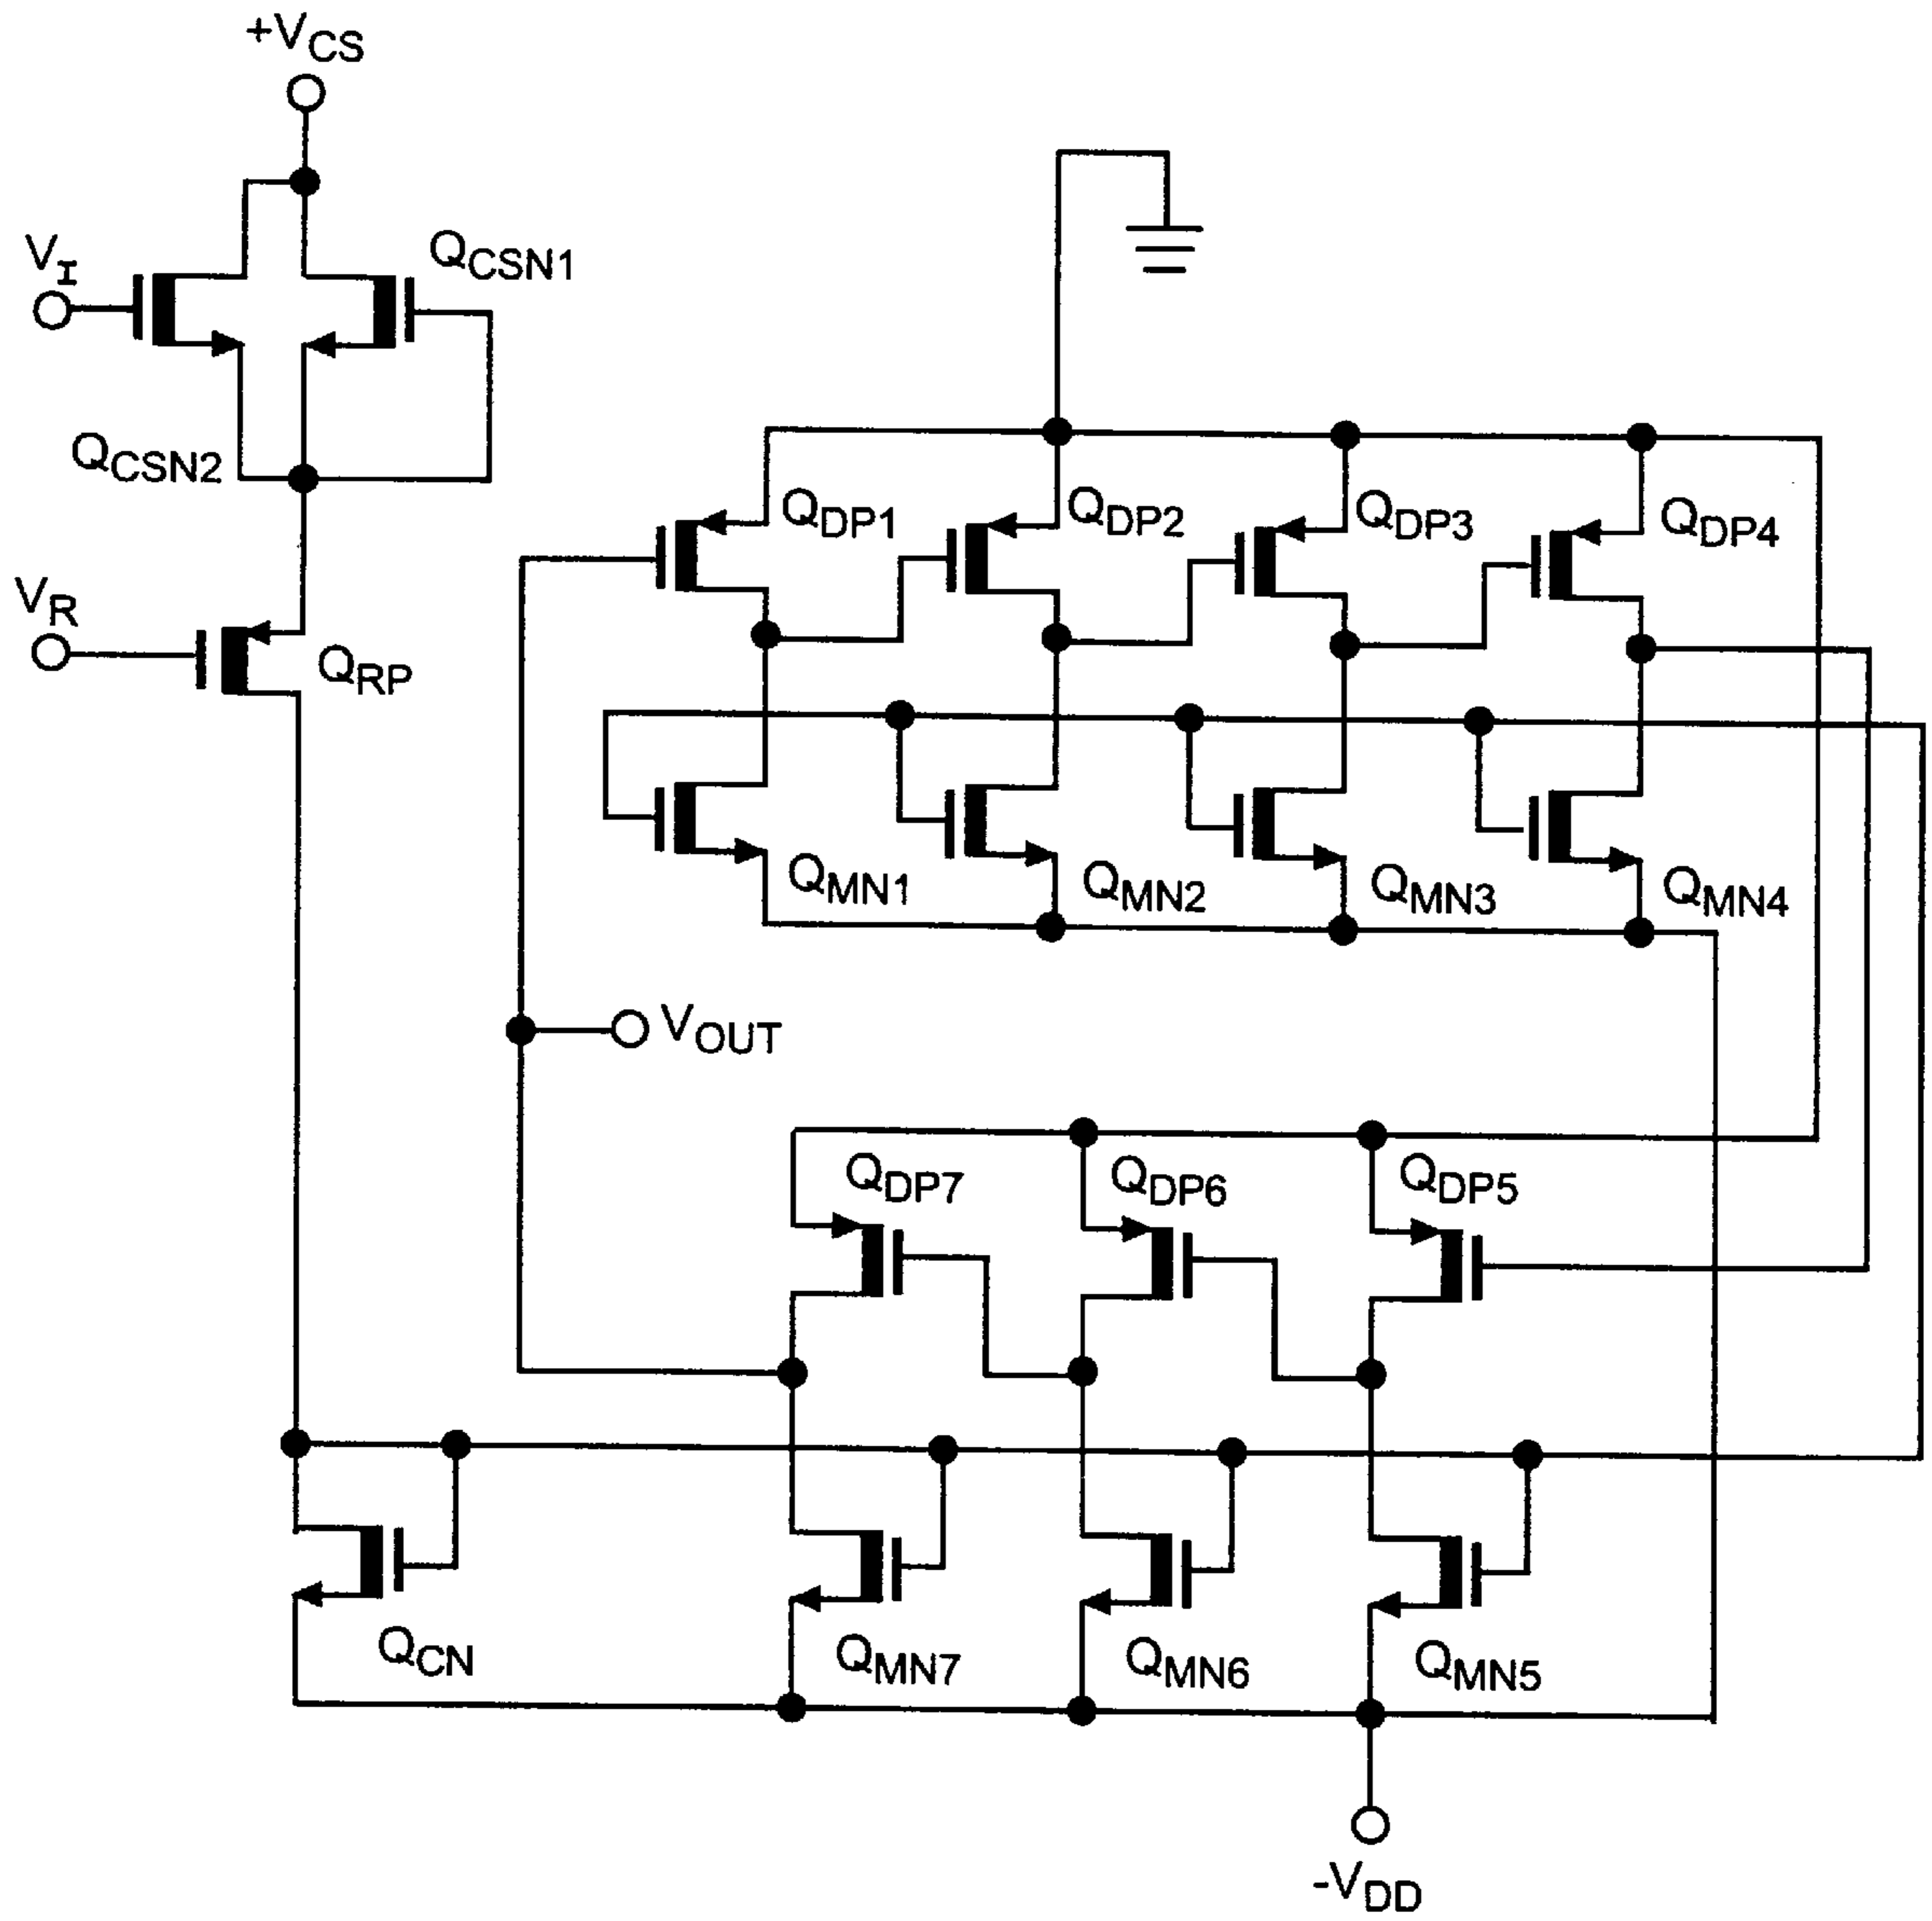 +VCS
VI
QCSN1
QCSN2
QDP1
QDP2
QDP3
QDP4
VR
QRP
QMN1
QMN2
QMN3
QMN4
VOUT
QDP7
QDP6
QDP5
QCN
QMN7
QMN6
QMN5
-VDD